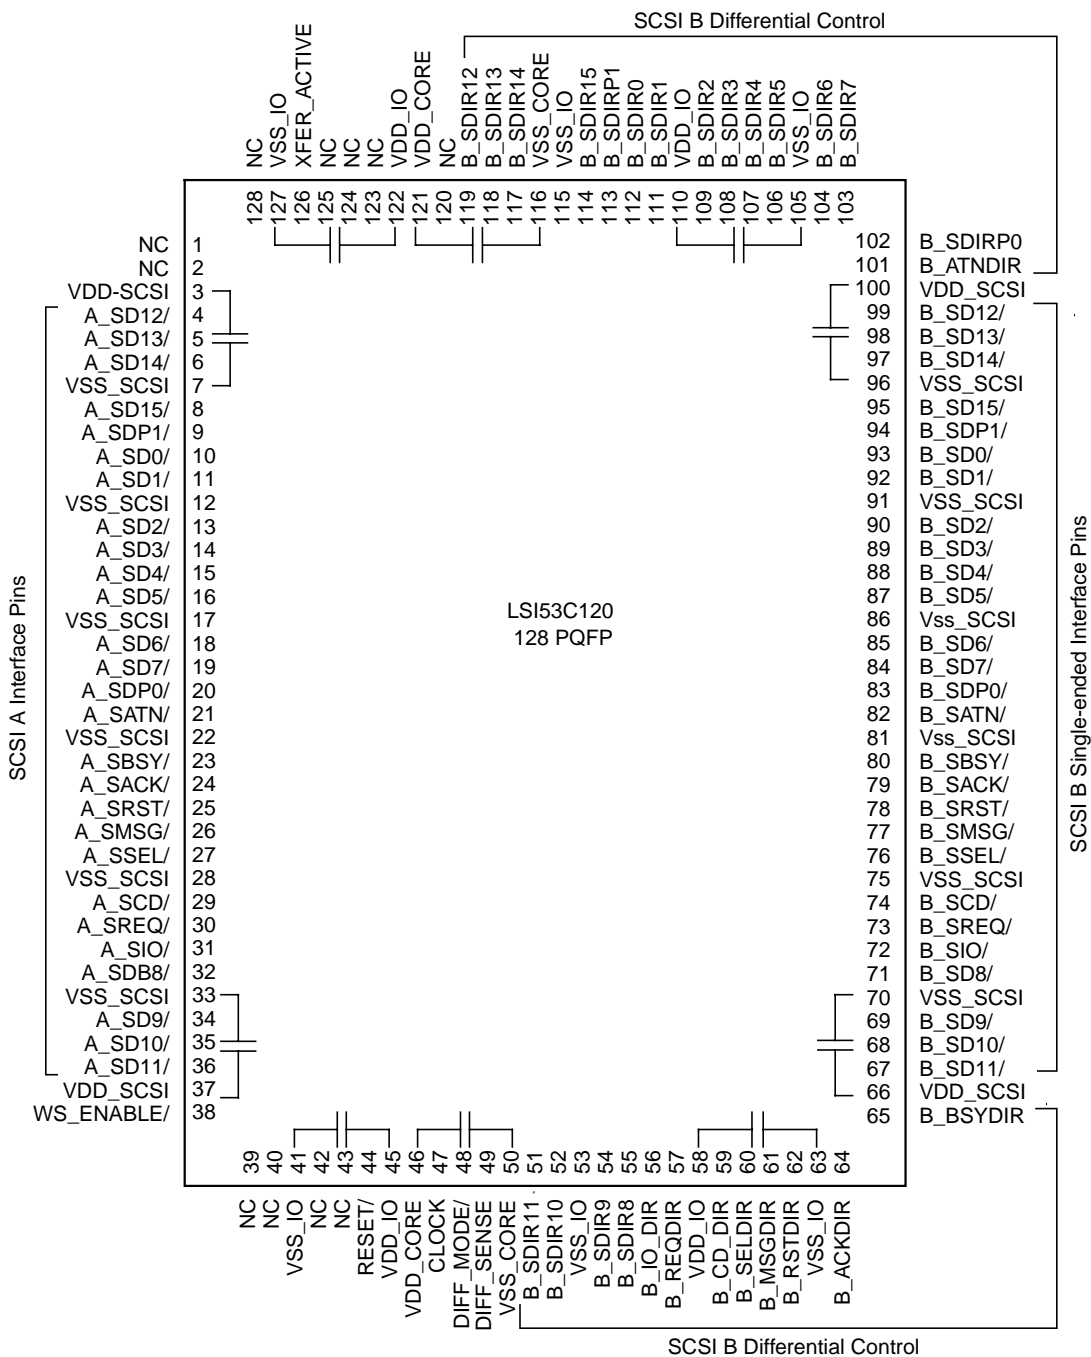 SCSI B Differential Control
NC
VSS_IO
XFER_ACTIVE
NC
NC
NC
VDD_IO
VDD_CORE
NC
B_SDIR12
B_SDIR13
B_SDIR14
VSS_CORE
VSS_IO
B_SDIR15
B_SDIRP1
B_SDIR0
B_SDIR1
VDD_IO
B_SDIR2
B_SDIR3
B_SDIR4
B_SDIR5
VSS_IO
B_SDIR6
B_SDIR7
128
127
126
125
124
123
122
121
120
119
118
117
116
115
114
113
112
111
110
109
108
107
106
105
104
103
SCSI A Interface Pins
NC 1
NC 2
VDD-SCSI 3
A_SD12/ 4
A_SD13/ 5
A_SD14/ 6
VSS_SCSI 7
A_SD15/ 8
A_SDP1/ 9
A_SD0/ 10
A_SD1/ 11
VSS_SCSI 12
A_SD2/ 13
A_SD3/ 14
A_SD4/ 15
A_SD5/ 16
VSS_SCSI 17
A_SD6/ 18
A_SD7/ 19
A_SDP0/ 20
A_SATN/ 21
VSS_SCSI 22
A_SBSY/ 23
A_SACK/ 24
A_SRST/ 25
A_SMSG/ 26
A_SSEL/ 27
VSS_SCSI 28
A_SCD/ 29
A_SREQ/ 30
A_SIO/ 31
A_SDB8/ 32
VSS_SCSI 33
A_SD9/ 34
A_SD10/ 35
A_SD11/ 36
VDD_SCSI 37
WS_ENABLE/ 38
LSI53C120
128 PQFP
102 B_SDIRP0
101 B_ATNDIR
100 VDD_SCSI
99 B_SD12/
98 B_SD13/
97 B_SD14/
96 VSS_SCSI
95 B_SD15/
94 B_SDP1/
93 B_SD0/
92 B_SD1/
91 VSS_SCSI
90 B_SD2/
89 B_SD3/
88 B_SD4/
87 B_SD5/
86 Vss_SCSI
85 B_SD6/
84 B_SD7/
83 B_SDP0/
82 B_SATN/
81 Vss_SCSI
80 B_SBSY/
79 B_SACK/
78 B_SRST/
77 B_SMSG/
76 B_SSEL/
75 VSS_SCSI
74 B_SCD/
73 B_SREQ/
72 B_SIO/
71 B_SD8/
70 VSS_SCSI
69 B_SD9/
68 B_SD10/
67 B_SD11/
66 VDD_SCSI
65 B_BSYDIR
SCSI B Single-ended Interface Pins
39
40
41
42
43
44
45
46
47
48
49
50
51
52
53
54
55
56
57
58
59
60
61
62
63
64
NC
NC
VSS_IO
NC
NC
RESET/
VDD_IO
VDD_CORE
CLOCK
DIFF_MODE/
DIFF_SENSE
VSS_CORE
B_SDIR11
B_SDIR10
VSS_IO
B_SDIR9
B_SDIR8
B_IO_DIR
B_REQDIR
VDD_IO
B_CD_DIR
B_SELDIR
B_MSGDIR
B_RSTDIR
VSS_IO
B_ACKDIR
SCSI B Differential Control